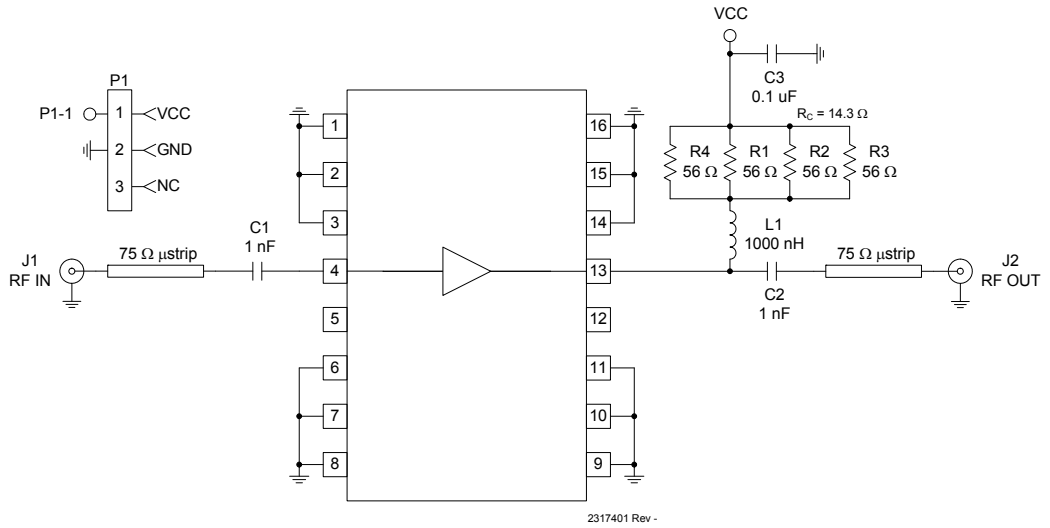 VCC
C3
0.1 uF
R_C = 14.3 Ω
P1
P1-1
1
VCC
2
GND
3
NC
R4
56 Ω
R1
56 Ω
R2
56 Ω
R3
56 Ω
L1
1000 nH
J1
RF IN
75 Ω µstrip
C1
1 nF
1
2
3
4
5
6
7
8
16
15
14
13
12
11
10
9
C2
1 nF
75 Ω µstrip
J2
RF OUT
2317401 Rev -